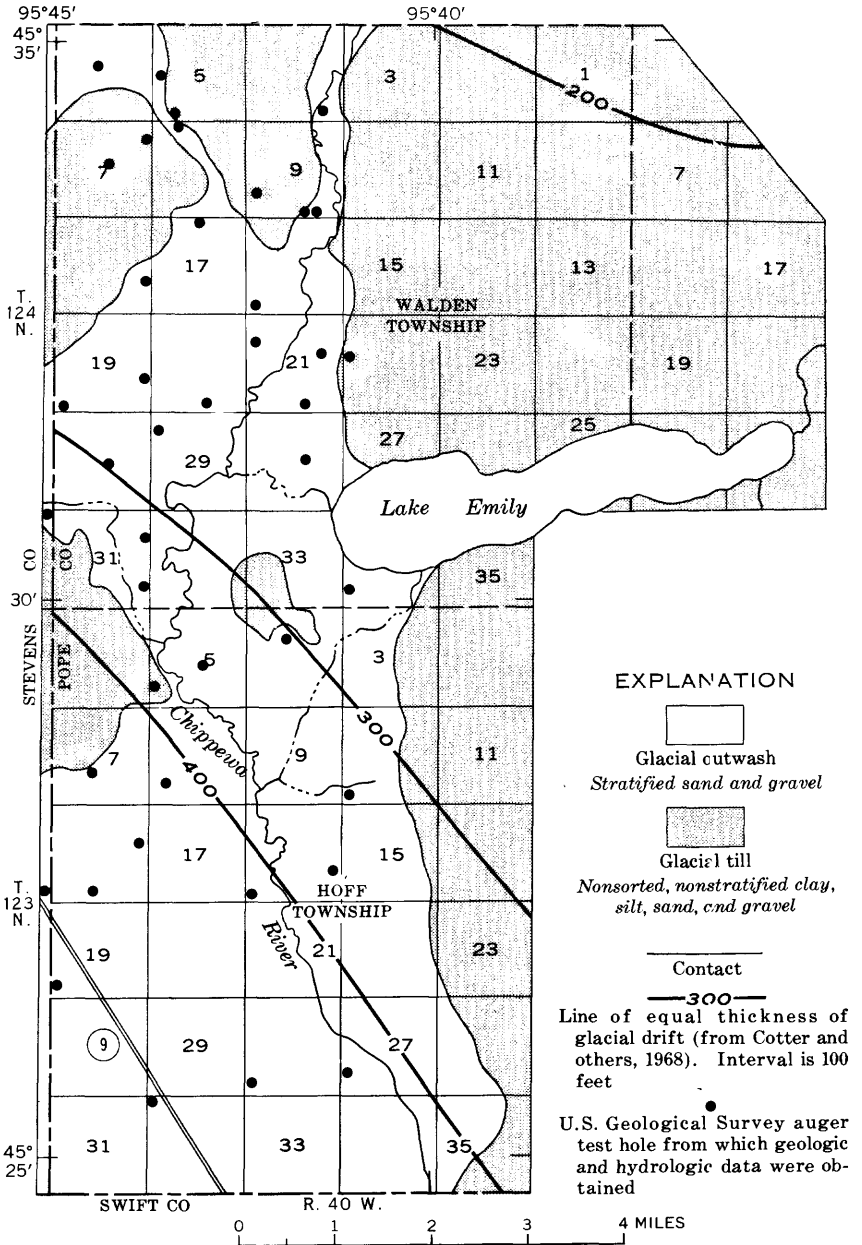 95°45′ 95°40′
45°
35′
5 3 1
200
7 9 11 7
17 15 13 17
T.
124
N.
WALDEN
TOWNSHIP
19 21 23 19
29 27 25
Lake Emily
31 33 35
STEVENS CO
POPE CO
30′
5 3
Chippewa
300
7 9 11
400
17 15
T.
123
N.
HOFF
TOWNSHIP
River
19 21 23
9
29 27
45°
25′
31 33 35
SWIFT CO R. 40 W.
0 1 2 3 4 MILES
EXPLANATION
Glacial outwash
Stratified sand and gravel
Glacial till
Nonsorted, nonstratified clay,
silt, sand, and gravel
Contact
300
Line of equal thickness of
glacial drift (from Cotter and
others, 1968). Interval is 100
feet
U.S. Geological Survey auger
test hole from which geologic
and hydrologic data were ob-
tained